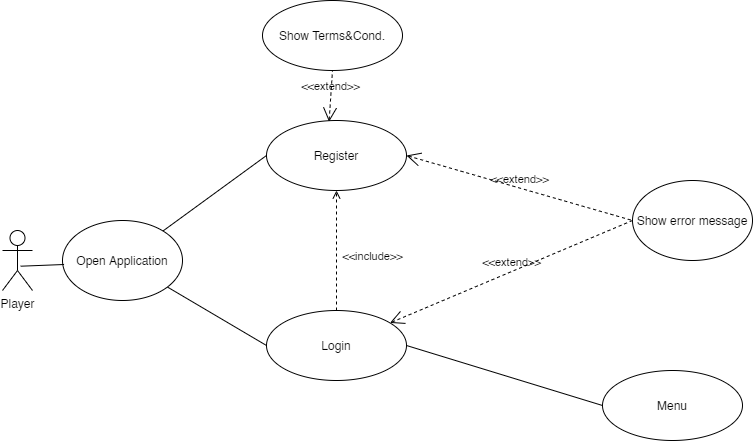 Show Terms&Cond.
<<extend>>
Register
<<extend>>
Show error message
Open Application
<<include>>
<<extend>>
Player
Login
Menu